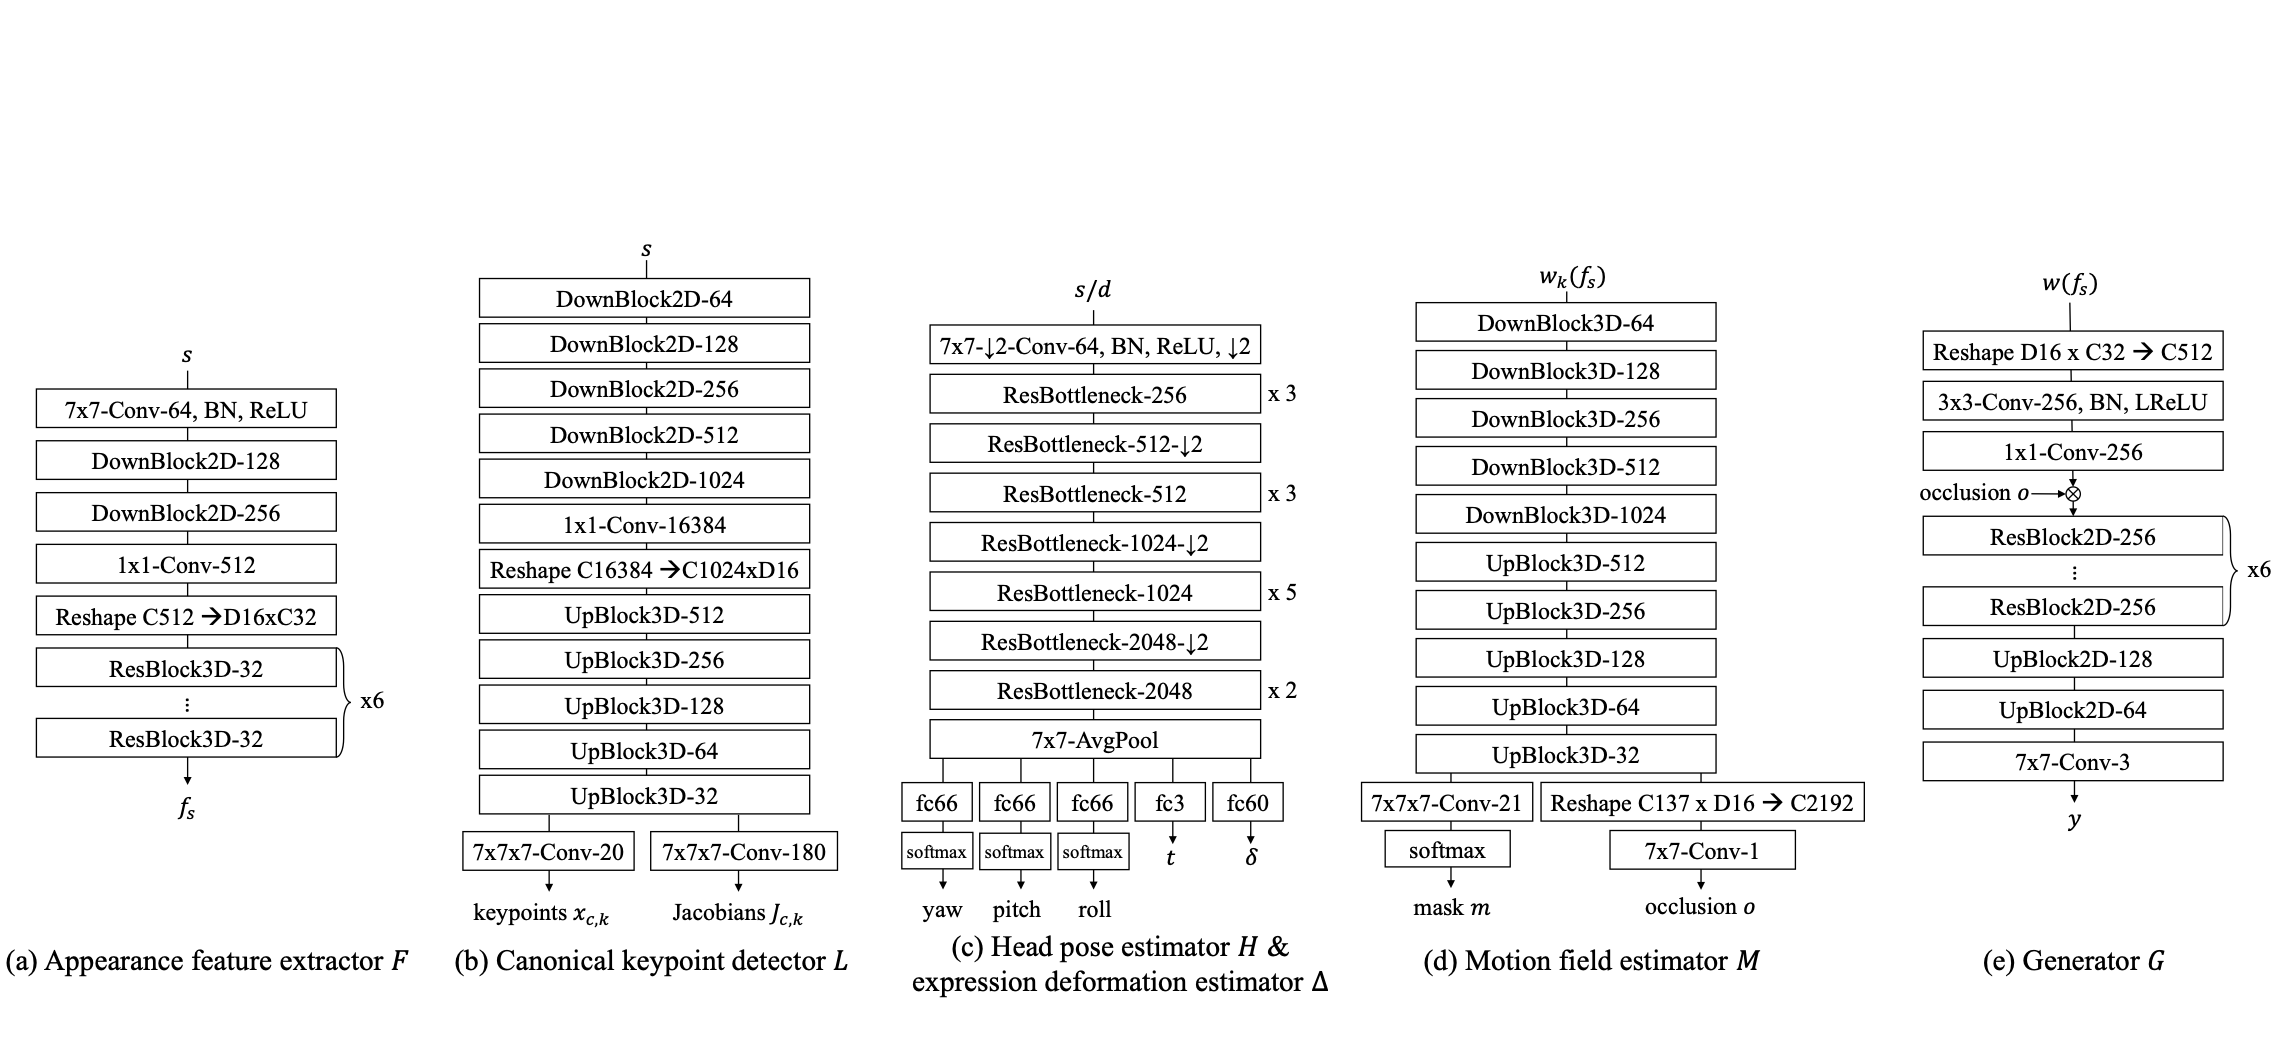 s
7x7-Conv-64, BN, ReLU
DownBlock2D-128
DownBlock2D-256
1x1-Conv-512
Reshape C512 →D16xC32
ResBlock3D-32
⋮
ResBlock3D-32
x6
fₛ
(a) Appearance feature extractor F
s
DownBlock2D-64
DownBlock2D-128
DownBlock2D-256
DownBlock2D-512
DownBlock2D-1024
1x1-Conv-16384
Reshape C16384 →C1024xD16
UpBlock3D-512
UpBlock3D-256
UpBlock3D-128
UpBlock3D-64
UpBlock3D-32
7x7x7-Conv-20 7x7x7-Conv-180
keypoints x_{c,k} Jacobians J_{c,k}
(b) Canonical keypoint detector L
s/d
7x7-↓2-Conv-64, BN, ReLU, ↓2
ResBottleneck-256 x 3
ResBottleneck-512-↓2
ResBottleneck-512 x 3
ResBottleneck-1024-↓2
ResBottleneck-1024 x 5
ResBottleneck-2048-↓2
ResBottleneck-2048 x 2
7x7-AvgPool
fc66 fc66 fc66 fc3 fc60
softmax softmax softmax t δ
yaw pitch roll
(c) Head pose estimator H &
expression deformation estimator Δ
wₖ(fₛ)
DownBlock3D-64
DownBlock3D-128
DownBlock3D-256
DownBlock3D-512
DownBlock3D-1024
UpBlock3D-512
UpBlock3D-256
UpBlock3D-128
UpBlock3D-64
UpBlock3D-32
7x7x7-Conv-21 Reshape C137 x D16 → C2192
softmax 7x7-Conv-1
mask m occlusion o
(d) Motion field estimator M
w(fₛ)
Reshape D16 x C32 → C512
3x3-Conv-256, BN, LReLU
1x1-Conv-256
occlusion o
ResBlock2D-256
⋮
ResBlock2D-256
x6
UpBlock2D-128
UpBlock2D-64
7x7-Conv-3
y
(e) Generator G